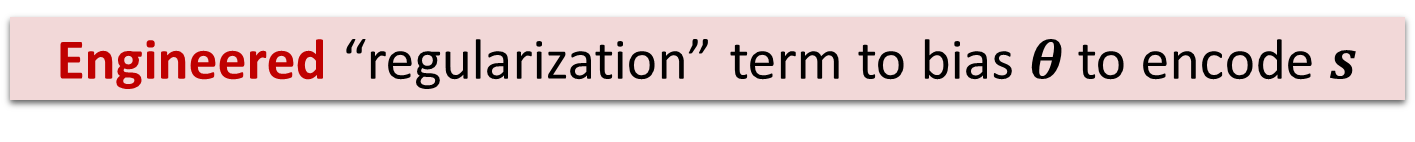 Engineered “regularization” term to bias θ to encode s